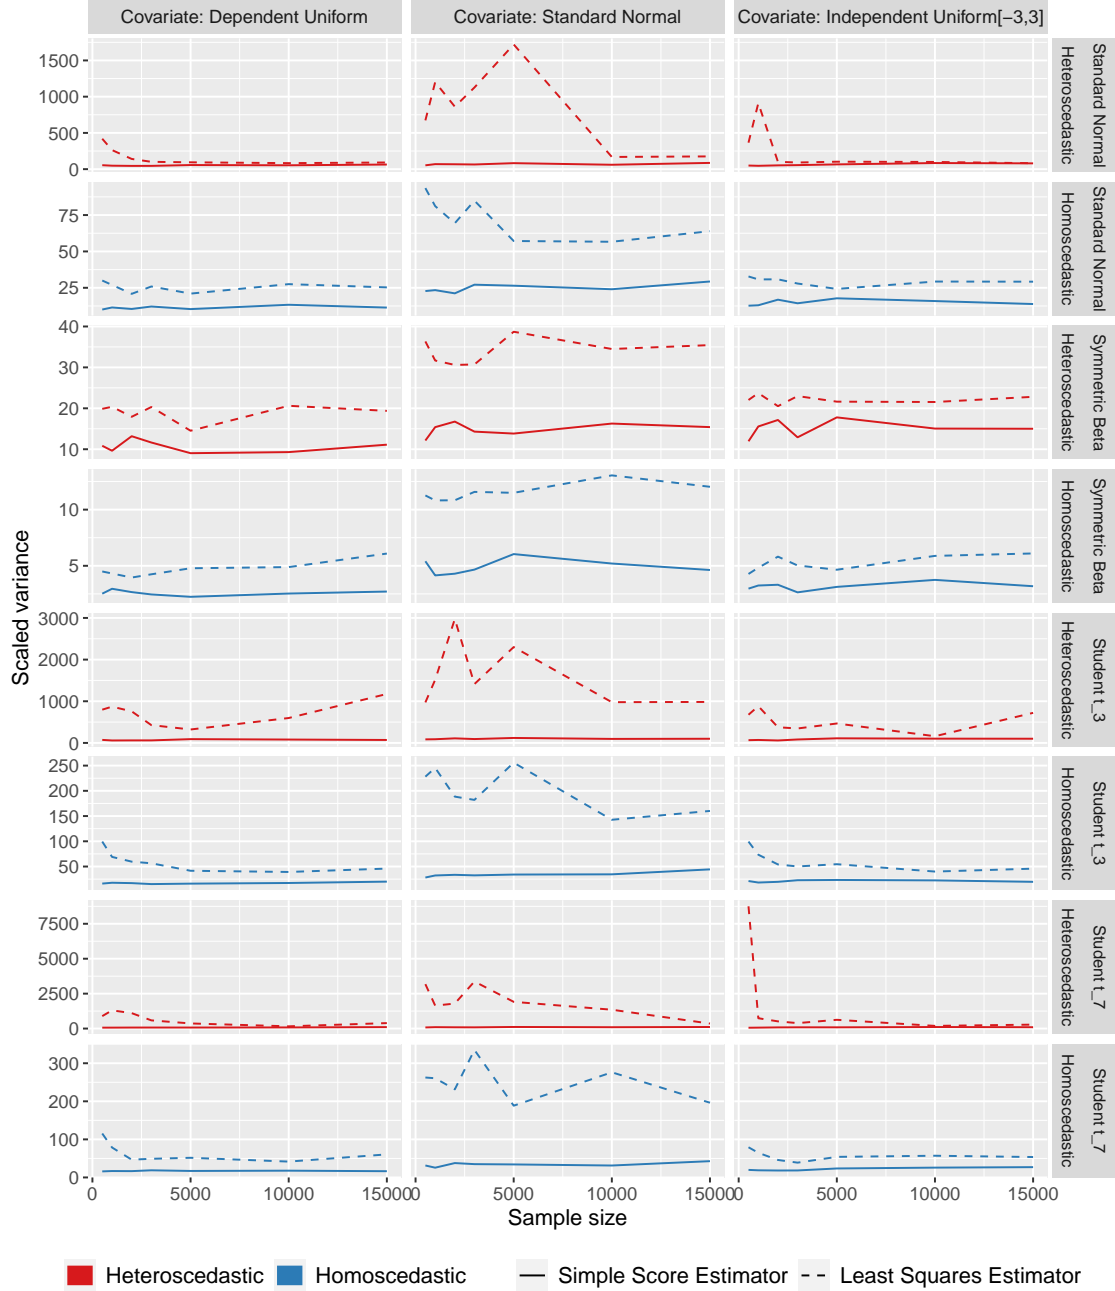 Covariate: Dependent Uniform
Covariate: Standard Normal
Covariate: Independent Uniform[−3,3]
Scaled variance
1500
1000
500
0
Standard Normal
Heteroscedastic
75
50
25
Standard Normal
Homoscedastic
40
30
20
10
Symmetric Beta
Heteroscedastic
10
5
Symmetric Beta
Homoscedastic
3000
2000
1000
0
Student t_3
Heteroscedastic
250
200
150
100
50
Student t_3
Homoscedastic
7500
5000
2500
0
Student t_7
Heteroscedastic
300
200
100
0
Student t_7
Homoscedastic
0 5000 10000 15000
0 5000 10000 15000
0 5000 10000 15000
Sample size
Heteroscedastic Homoscedastic Simple Score Estimator Least Squares Estimator